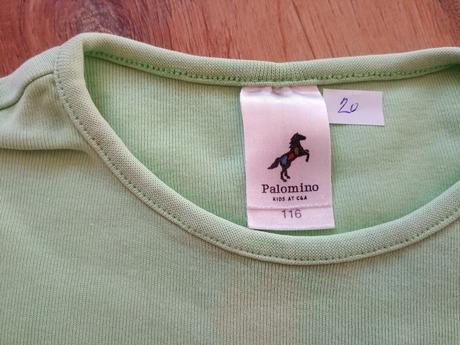 20
Palomino
KIDS AT C&A
116